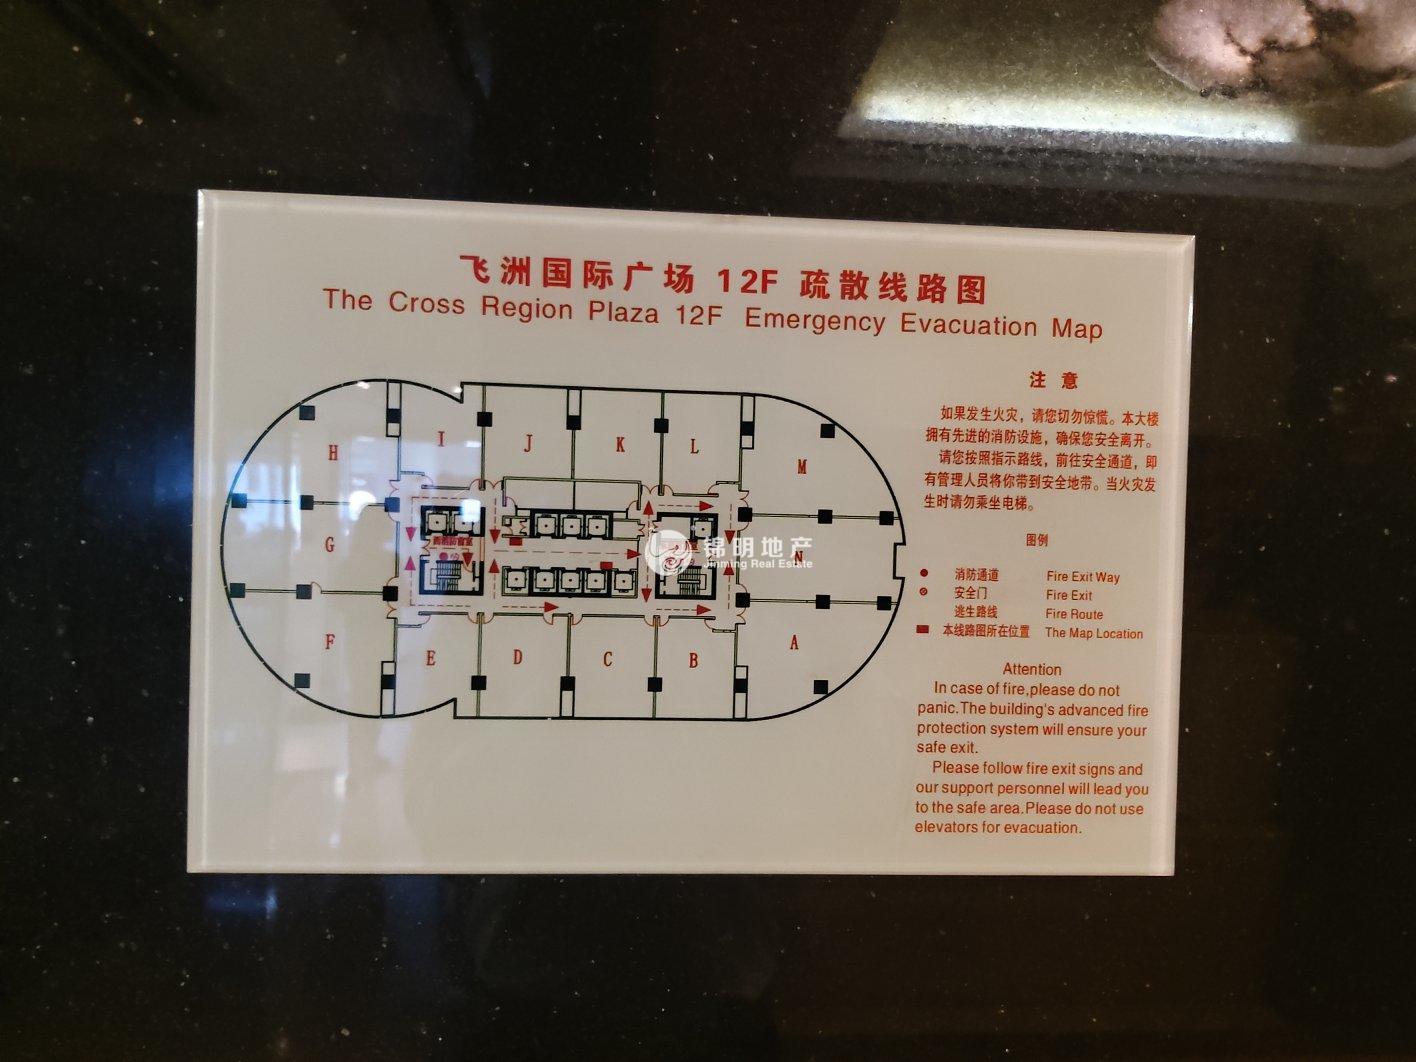 飞洲国际广场 12F 疏散线路图
The Cross Region Plaza 12F Emergency Evacuation Map
注 意
如果发生火灾，请您切勿惊慌。本大楼
拥有先进的消防设施，确保您安全离开。
请您按照指示路线，前往安全通道，即
有管理人员将你带到安全地带。当火灾发
生时请勿乘坐电梯。
图例
消防通道 Fire Exit Way
安全门 Fire Exit
逃生路线 Fire Route
本线路图所在位置 The Map Location
Attention
In case of fire,please do not
panic.The building's advanced fire
protection system will ensure your
safe exit.
Please follow fire exit signs and
our support personnel will lead you
to the safe area.Please do not use
elevators for evacuation.
H
I
J
K
L
M
G
N
F
E
D
C
B
A
锦明地产
Jinming Real Estate